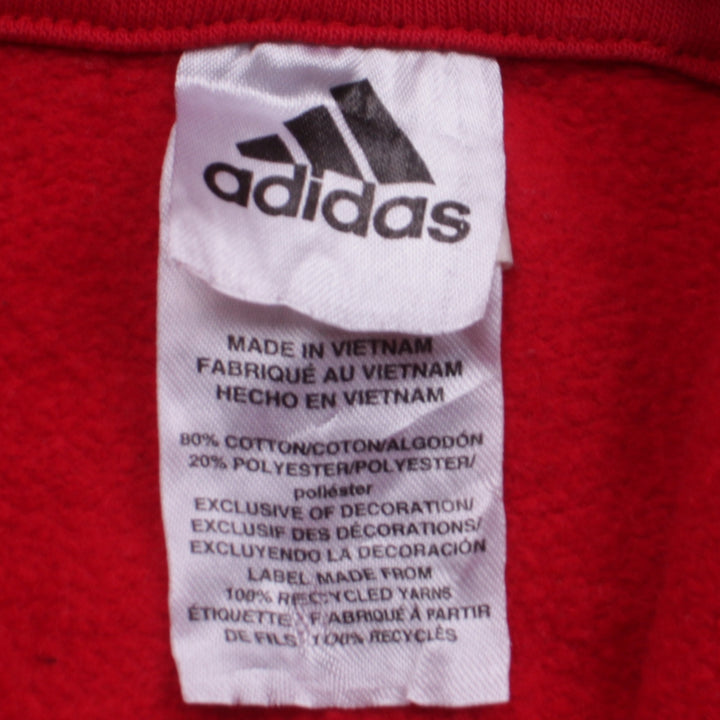 adidas
MADE IN VIETNAM
FABRIQUÉ AU VIETNAM
HECHO EN VIETNAM
80% COTTON/COTON/ALGODÓN
20% POLYESTER/POLYESTER/
poliéster
EXCLUSIVE OF DECORATION/
EXCLUSIF DES DÉCORATIONS/
EXCLUYENDO LA DECORACIÓN
LABEL MADE FROM
100% RECYCLED YARNS
ÉTIQUETTE FABRIQUÉ À PARTIR
DE FILS 100% RECYCLÉS